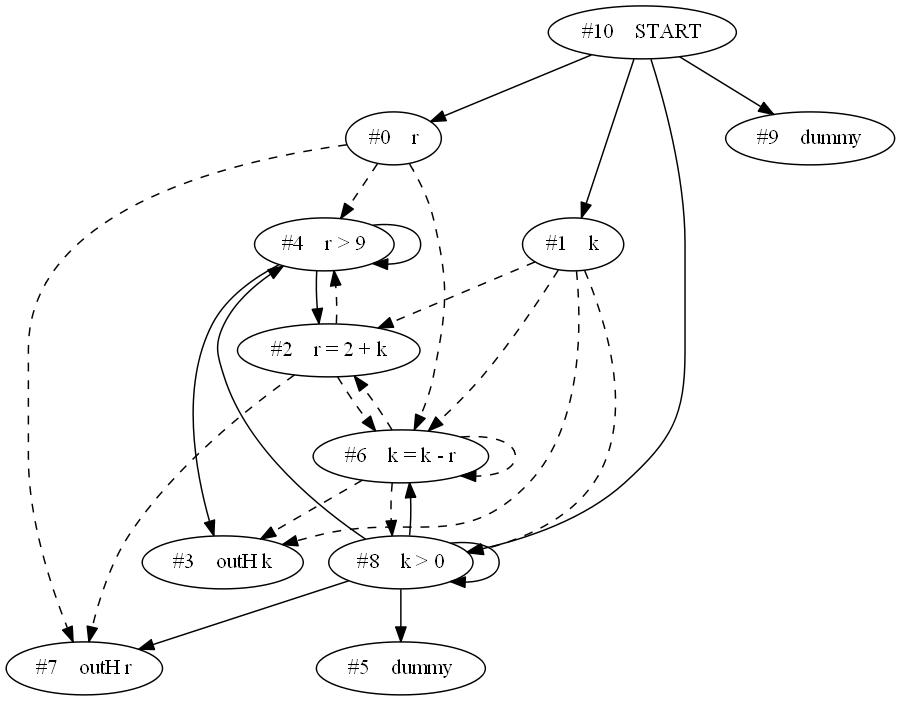 #10 START
#0 r
#9 dummy
#4 r > 9
#1 k
#2 r = 2 + k
#6 k = k - r
#3 outH k
#8 k > 0
#7 outH r
#5 dummy